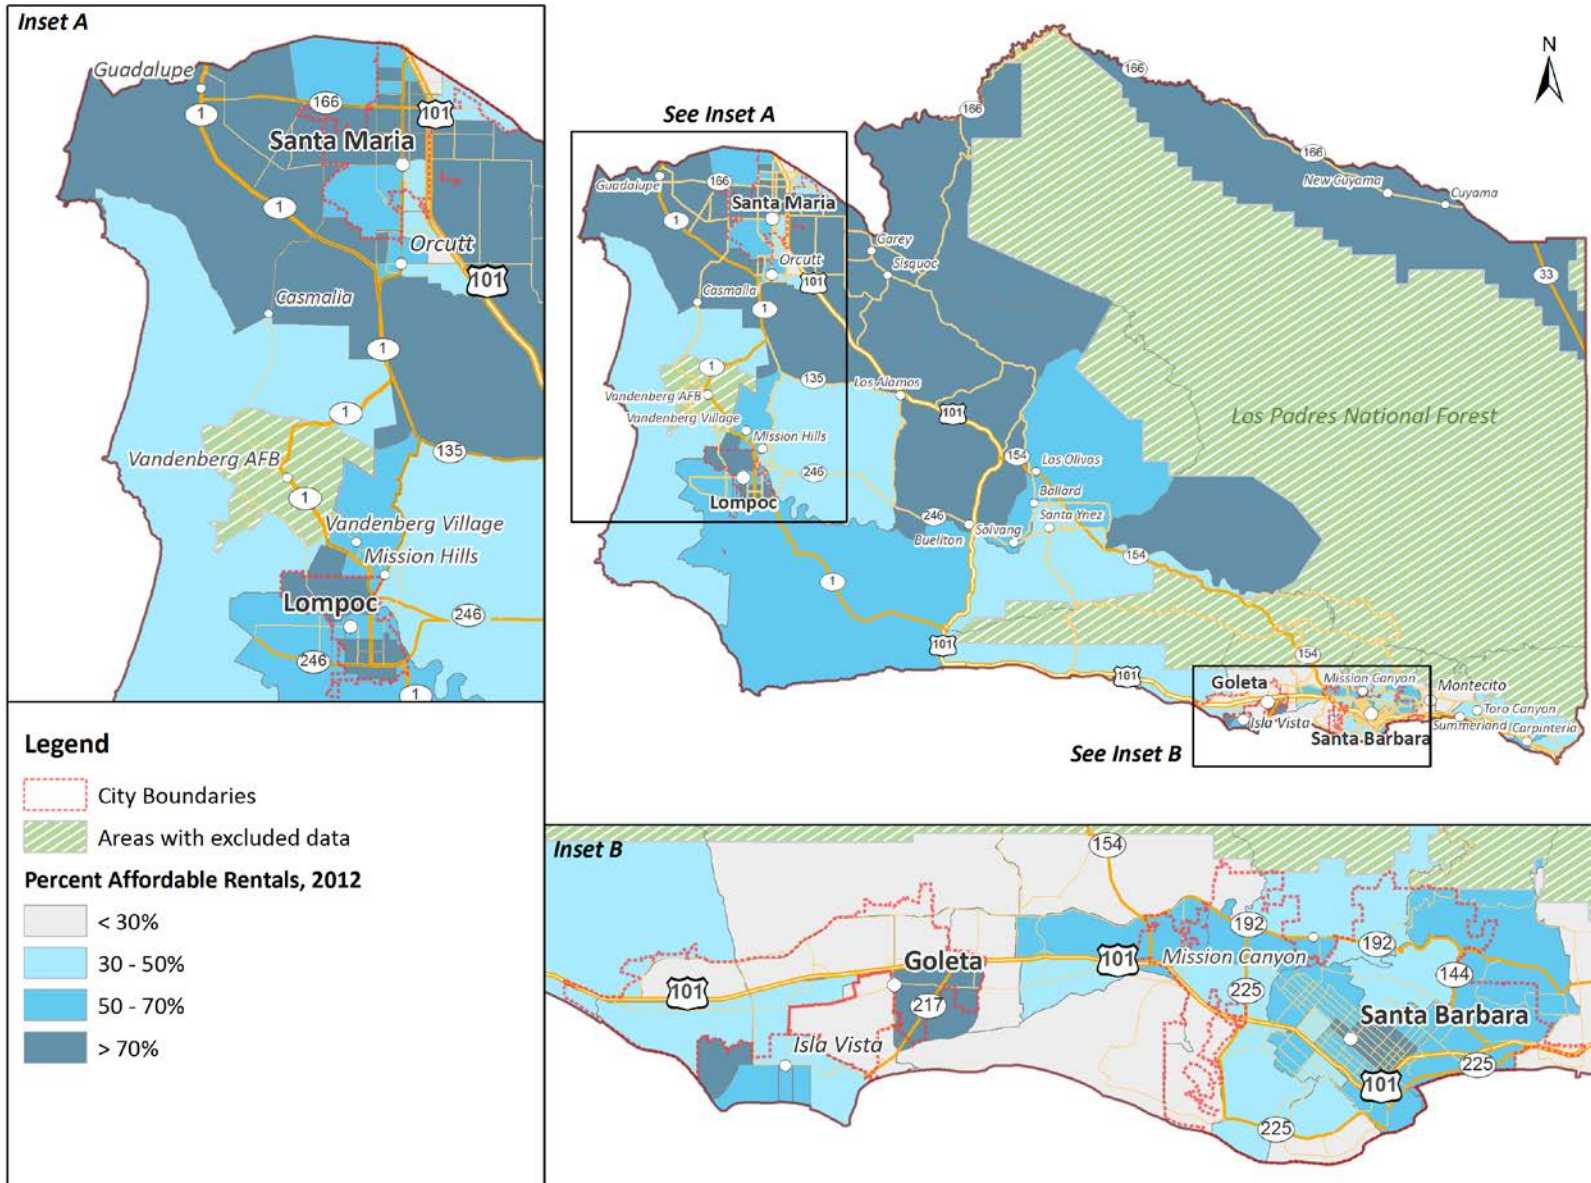 Inset A
Guadalupe
1
166
101
Santa Maria
1
Orcutt
101
Casmalia
1
1
135
Vandenberg AFB
1
Vandenberg Village
Mission Hills
Lompoc
246
246
1
Legend
City Boundaries
Areas with excluded data
Percent Affordable Rentals, 2012
< 30%
30 - 50%
50 - 70%
> 70%
N
See Inset A
166
166
166
166
Guadalupe
166
Santa Maria
1
New Cuyama
Cuyama
Garey
Sisquoc
Orcutt
101
33
Casmalia
1
1
135
Los Alamos
Vandenberg AFB
101
Los Padres National Forest
Vandenberg Village
Mission Hills
154
Los Olivos
246
Lompoc
Ballard
246
Solvang
Santa Ynez
Buellton
154
1
101
154
101
Goleta
Mission Canyon
Montecito
Isla Vista
Toro Canyon
Summerland
Carpinteria
Santa Barbara
See Inset B
Inset B
154
192
192
101
Mission Canyon
Goleta
101
144
217
225
Santa Barbara
Isla Vista
225
101
225